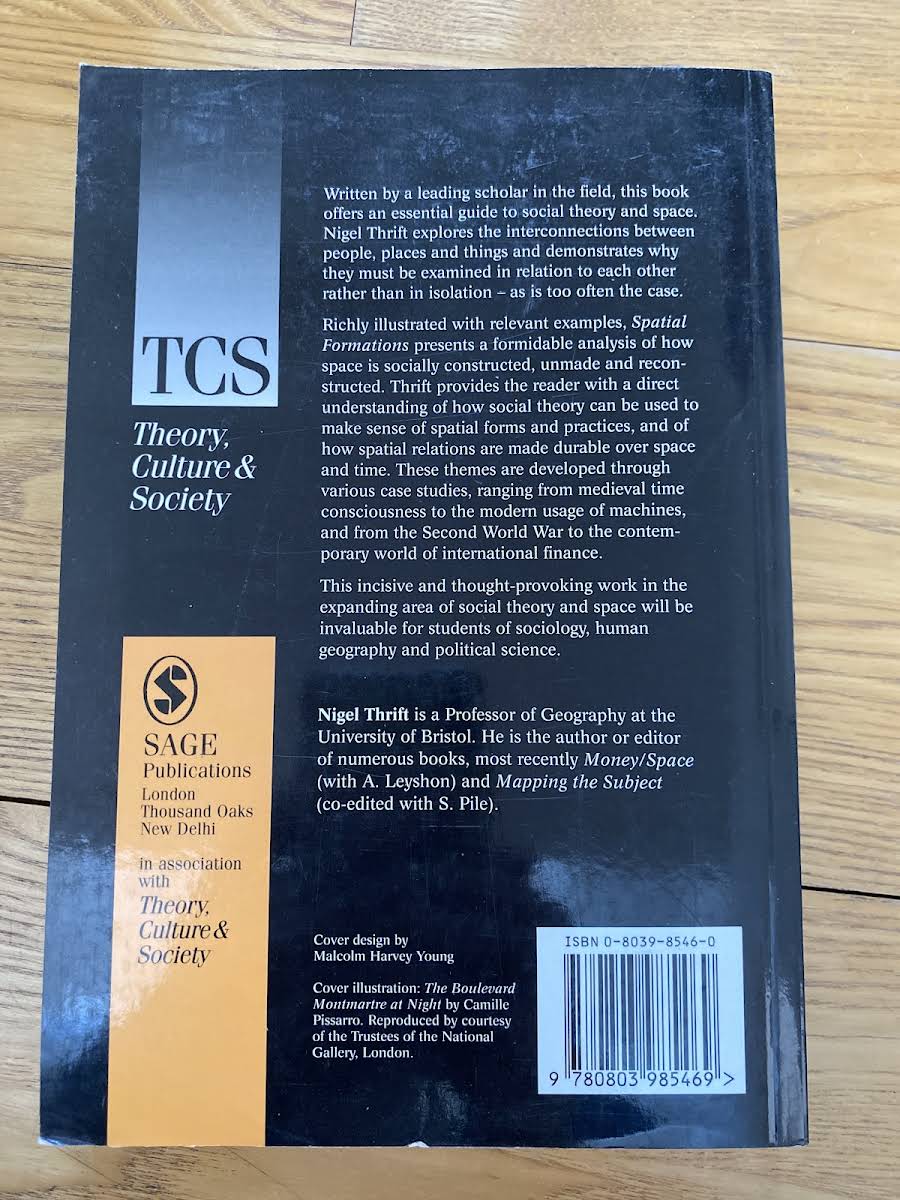 Written by a leading scholar in the field, this book
offers an essential guide to social theory and space.
Nigel Thrift explores the interconnections between
people, places and things and demonstrates why
they must be examined in relation to each other
rather than in isolation – as is too often the case.
Richly illustrated with relevant examples, Spatial
Formations presents a formidable analysis of how
space is socially constructed, unmade and recon-
structed. Thrift provides the reader with a direct
understanding of how social theory can be used to
make sense of spatial forms and practices, and of
how spatial relations are made durable over space
and time. These themes are developed through
various case studies, ranging from medieval time
consciousness to the modern usage of machines,
and from the Second World War to the contem-
porary world of international finance.
This incisive and thought-provoking work in the
expanding area of social theory and space will be
invaluable for students of sociology, human
geography and political science.
Nigel Thrift is a Professor of Geography at the
University of Bristol. He is the author or editor
of numerous books, most recently Money/Space
(with A. Leyshon) and Mapping the Subject
(co-edited with S. Pile).
TCS
Theory,
Culture &
Society
S
SAGE
Publications
London
Thousand Oaks
New Delhi
in association
with
Theory,
Culture &
Society
Cover design by
Malcolm Harvey Young
Cover illustration: The Boulevard
Montmartre at Night by Camille
Pissarro. Reproduced by courtesy
of the Trustees of the National
Gallery, London.
ISBN 0-8039-8546-0
9 780803 985469 >